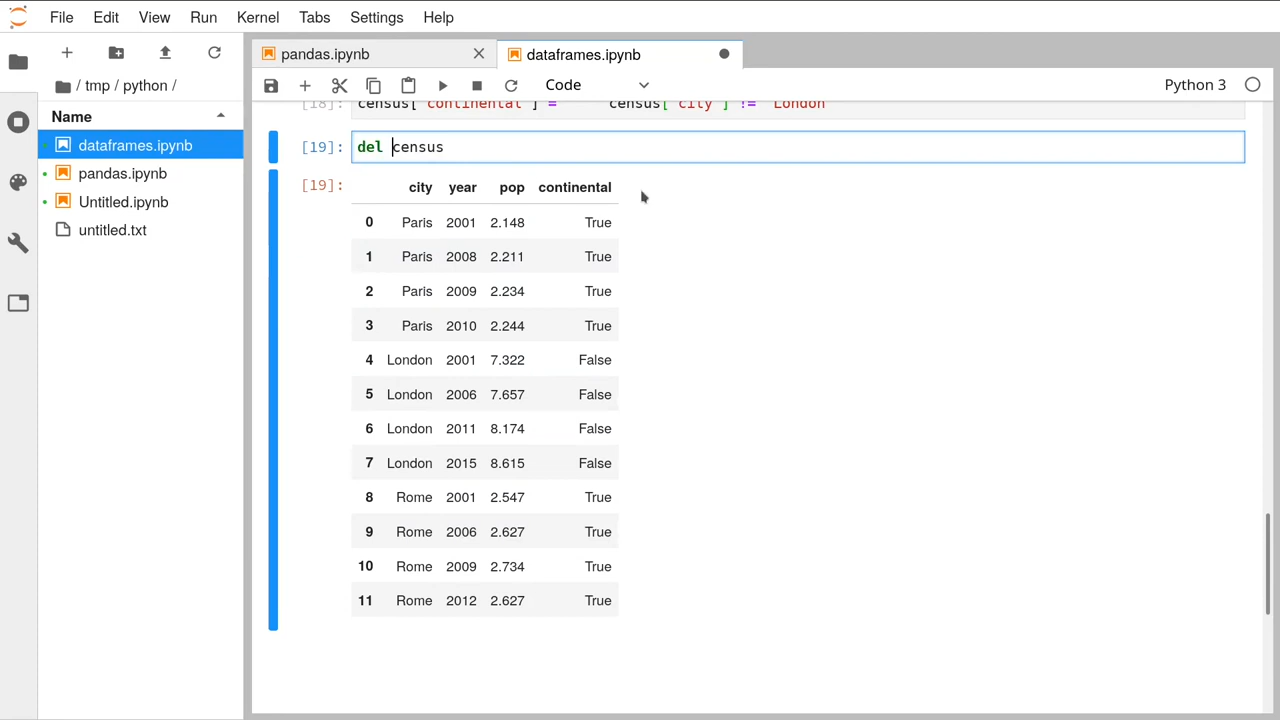 File Edit View Run Kernel Tabs Settings Help
pandas.ipynb
dataframes.ipynb
/ tmp / python /
Code
Python 3
Name
dataframes.ipynb
pandas.ipynb
Untitled.ipynb
untitled.txt
[18]: census['continental'] = census['city'] != 'London'
[19]: del census
[19]:
city year pop continental
0 Paris 2001 2.148 True
1 Paris 2008 2.211 True
2 Paris 2009 2.234 True
3 Paris 2010 2.244 True
4 London 2001 7.322 False
5 London 2006 7.657 False
6 London 2011 8.174 False
7 London 2015 8.615 False
8 Rome 2001 2.547 True
9 Rome 2006 2.627 True
10 Rome 2009 2.734 True
11 Rome 2012 2.627 True